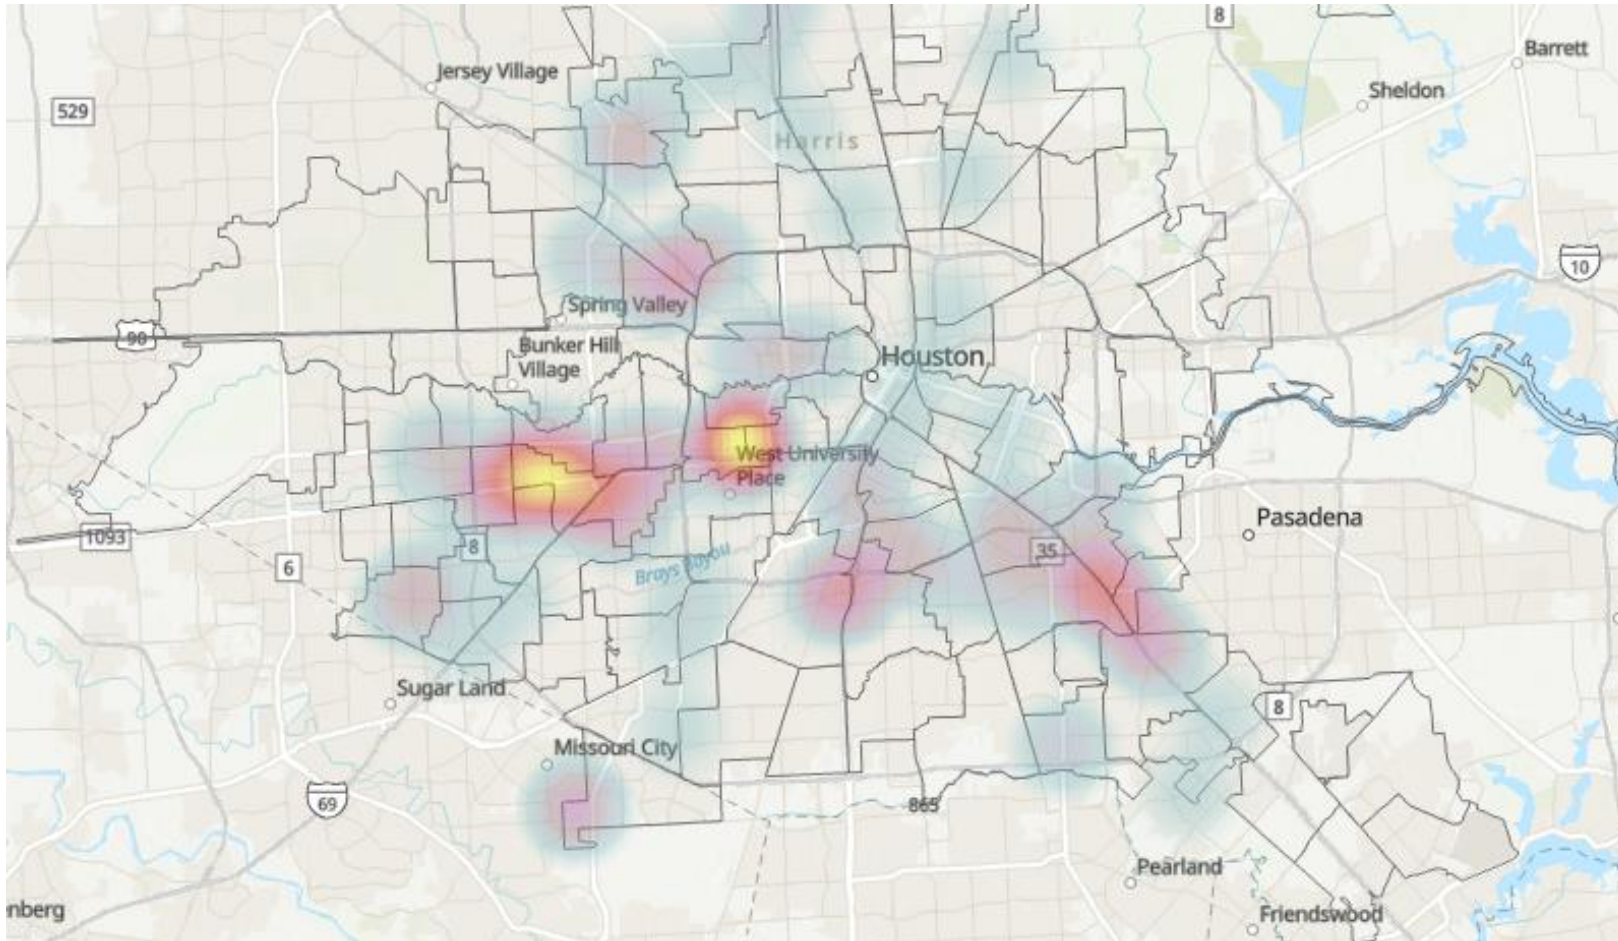 8
Barrett
Jersey Village
Sheldon
529
Harris
10
Spring Valley
90
Bunker Hill
Village
Houston
West University
Place
Pasadena
1093
8
35
6
Brays Bayou
Sugar Land
8
Missouri City
69
865
Pearland
enberg
Friendswood